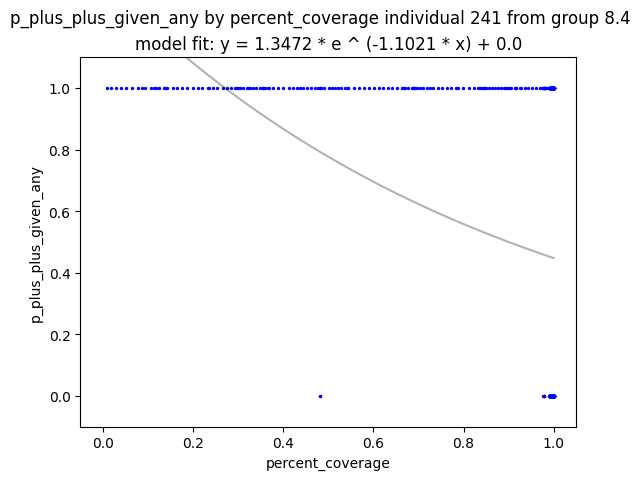 p_plus_plus_given_any by percent_coverage individual 241 from group 8.4
model fit: y = 1.3472 * e ^ (-1.1021 * x) + 0.0
p_plus_plus_given_any
1.0
0.8
0.6
0.4
0.2
0.0
0.0 0.2 0.4 0.6 0.8 1.0
percent_coverage